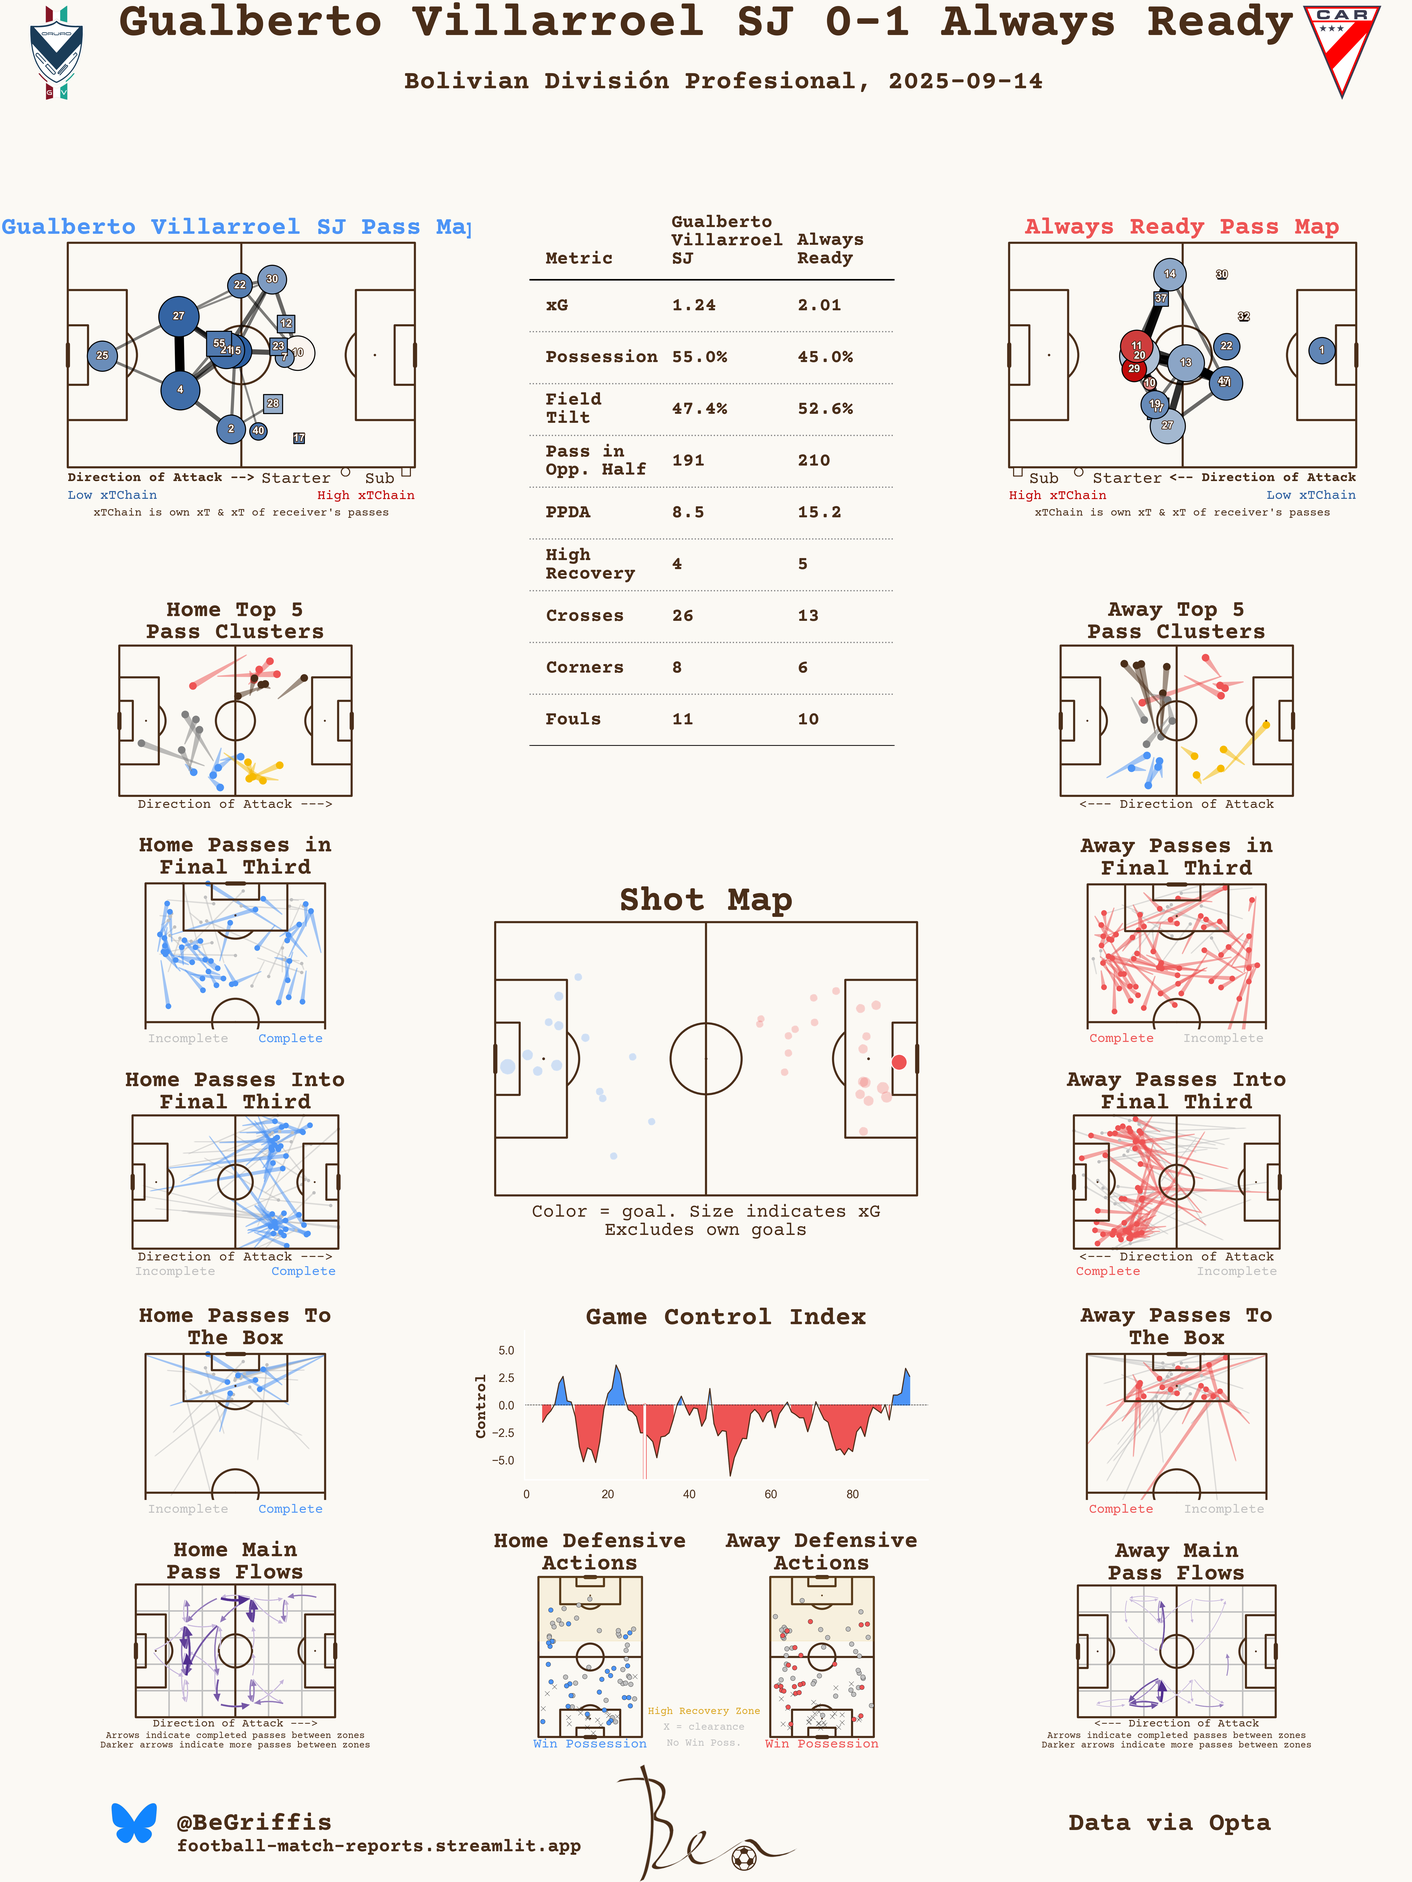 Gualberto Villarroel SJ 0-1 Always Ready
Bolivian División Profesional, 2025-09-14
ORURO
G V
CAR
Gualberto Villarroel SJ Pass Map
22
30
27
12
55
21
15
23
7
10
25
4
28
2
40
17
Direction of Attack --> Starter Sub
Low xTChain High xTChain
xTChain is own xT & xT of receiver's passes
Metric Gualberto Villarroel SJ Always Ready
xG 1.24 2.01
Possession 55.0% 45.0%
Field Tilt 47.4% 52.6%
Pass in Opp. Half 191 210
PPDA 8.5 15.2
High Recovery 4 5
Crosses 26 13
Corners 8 6
Fouls 11 10
Always Ready Pass Map
14
30
37
32
11
20
22
1
13
29
10
47
19
27
Sub Starter <-- Direction of Attack
High xTChain Low xTChain
xTChain is own xT & xT of receiver's passes
Home Top 5
Pass Clusters
Direction of Attack --->
Away Top 5
Pass Clusters
<--- Direction of Attack
Home Passes in
Final Third
Incomplete Complete
Away Passes in
Final Third
Complete Incomplete
Shot Map
Color = goal. Size indicates xG
Excludes own goals
Home Passes Into
Final Third
Direction of Attack --->
Incomplete Complete
Away Passes Into
Final Third
<--- Direction of Attack
Complete Incomplete
Home Passes To
The Box
Incomplete Complete
Game Control Index
Control
5.0
2.5
0.0
−2.5
−5.0
0 20 40 60 80
Away Passes To
The Box
Complete Incomplete
Home Main
Pass Flows
Direction of Attack --->
Arrows indicate completed passes between zones
Darker arrows indicate more passes between zones
Home Defensive
Actions
Win Possession
High Recovery Zone
X = clearance
No Win Poss.
Away Defensive
Actions
Win Possession
Away Main
Pass Flows
<--- Direction of Attack
Arrows indicate completed passes between zones
Darker arrows indicate more passes between zones
@BeGriffis
football-match-reports.streamlit.app
Ben
Data via Opta